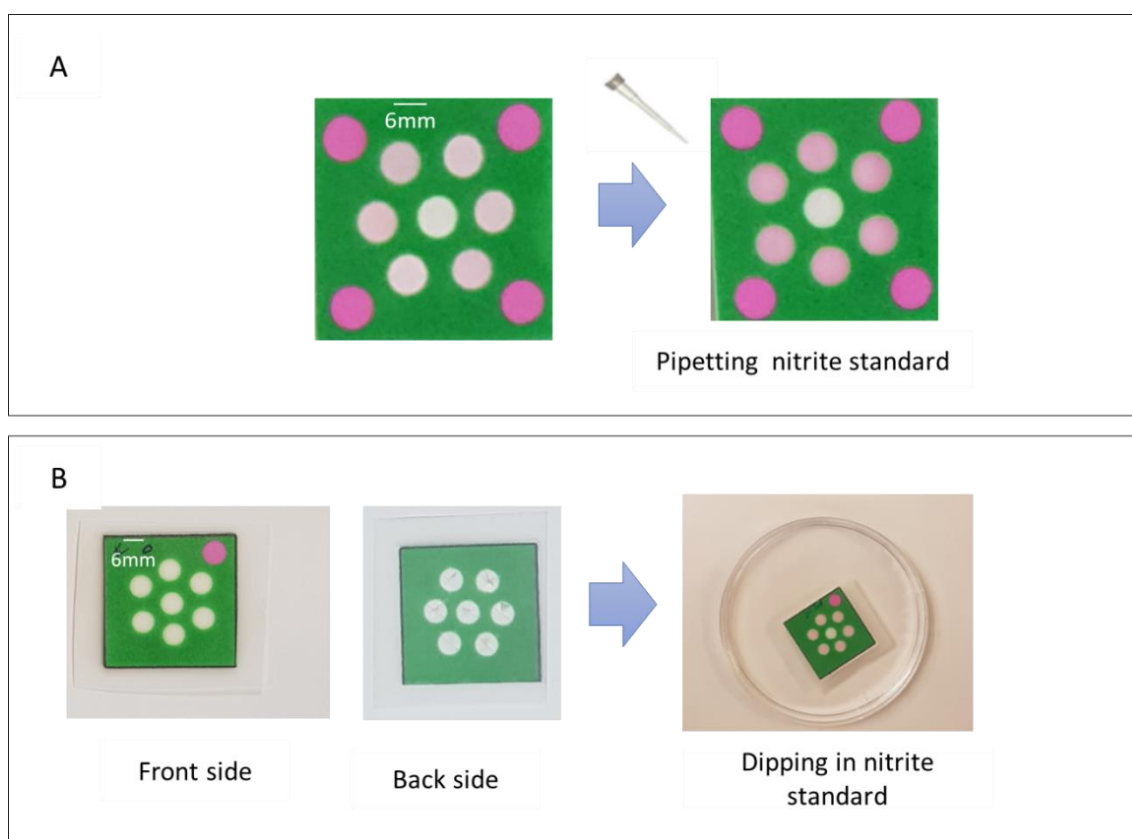 A
6mm
Pipetting nitrite standard
B
6mm
Front side
Back side
Dipping in nitrite
standard